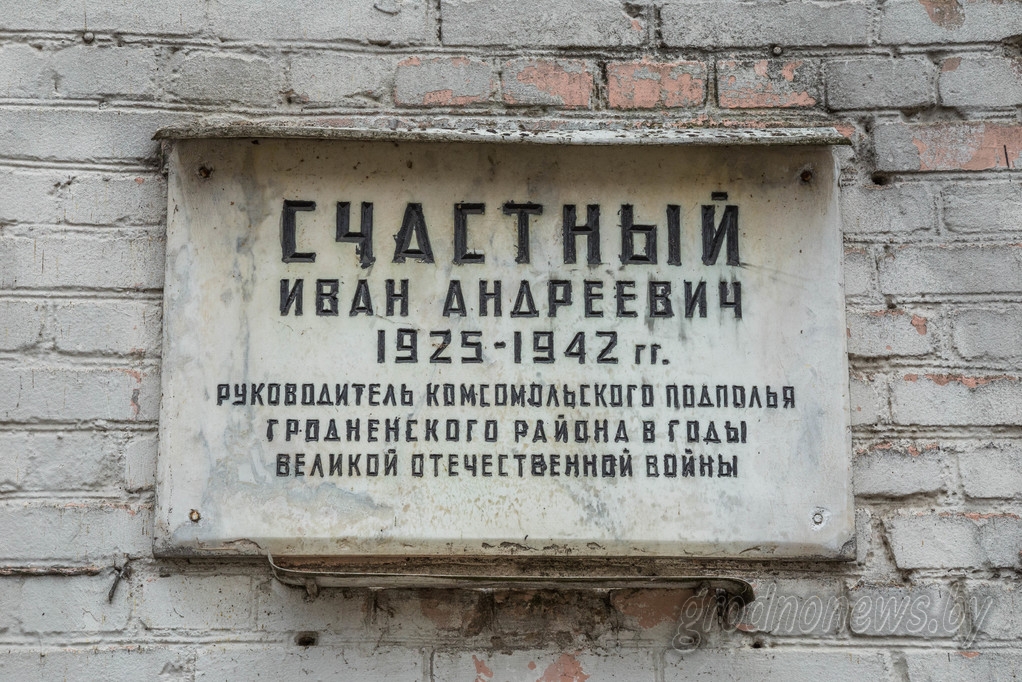 СЧАСТНЫЙ
ИВАН АНДРЕЕВИЧ
1925-1942 гг.
РУКОВОДИТЕЛЬ КОМСОМОЛЬСКОГО ПОДПОЛЬЯ
ГРОДНЕНСКОГО РАЙОНА В ГОДЫ
ВЕЛИКОЙ ОТЕЧЕСТВЕННОЙ ВОЙНЫ
grodnonews.by